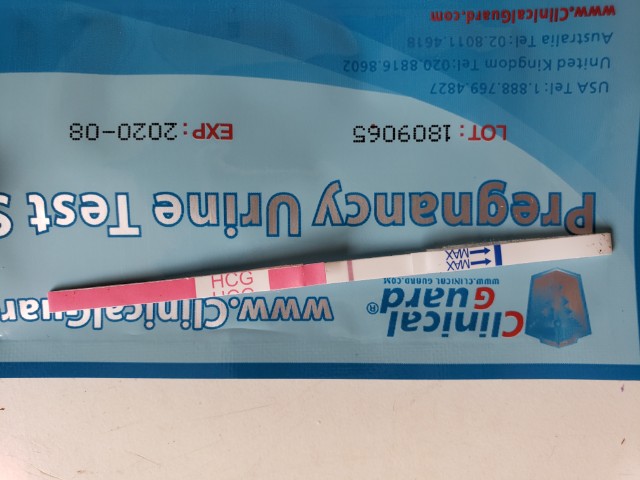 Clinical
Guard®
WWW.CLINICAL GUARD.COM
www.ClinicalGuar
MAX
MAX
HCG
HCG
Pregnancy Urine Test S
LOT: 1809065
EXP: 2020-08
USA Tel: 1.888.769.4827
United Kingdom Tel: 020.8816.8602
Australia Tel: 02.8011.4618
www.ClinicalGuard.com